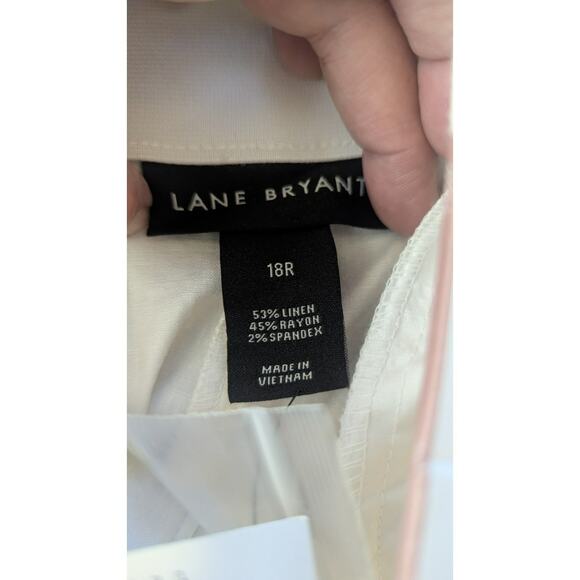 LANE BRYANT
18R
53% LINEN
45% RAYON
2% SPANDEX
MADE IN
VIETNAM